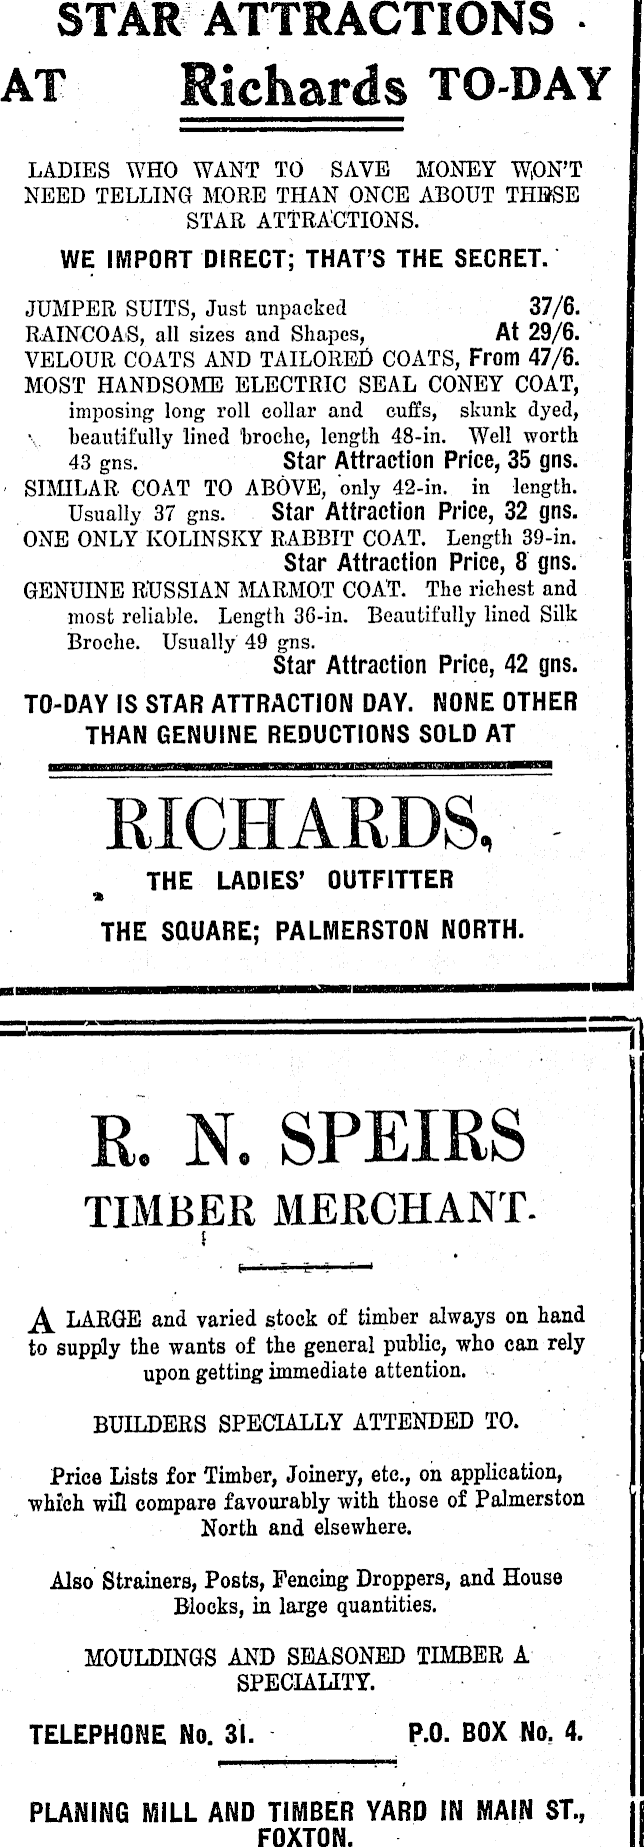 STAR ATTRACTIONS
AT Richards TO-DAY
LADIES WHO WANT TO SAVE MONEY WON'T
NEED TELLING MORE THAN ONCE ABOUT THESE
STAR ATTRACTIONS.
WE IMPORT DIRECT; THAT'S THE SECRET.
JUMPER SUITS, Just unpacked 37/6.
RAINCOAS, all sizes and Shapes, At 29/6.
VELOUR COATS AND TAILORED COATS, From 47/6.
MOST HANDSOME ELECTRIC SEAL CONEY COAT,
imposing long roll collar and cuffs, skunk dyed,
beautifully lined broche, length 48-in. Well worth
43 gns. Star Attraction Price, 35 gns.
SIMILAR COAT TO ABOVE, only 42-in. in length.
Usually 37 gns. Star Attraction Price, 32 gns.
ONE ONLY KOLINSKY RABBIT COAT. Length 39-in.
Star Attraction Price, 8 gns.
GENUINE RUSSIAN MARMOT COAT. The richest and
most reliable. Length 36-in. Beautifully lined Silk
Broche. Usually 49 gns.
Star Attraction Price, 42 gns.
TO-DAY IS STAR ATTRACTION DAY. NONE OTHER
THAN GENUINE REDUCTIONS SOLD AT
RICHARDS,
THE LADIES' OUTFITTER
THE SQUARE; PALMERSTON NORTH.
R. N. SPEIRS
TIMBER MERCHANT.
A LARGE and varied stock of timber always on hand
to supply the wants of the general public, who can rely
upon getting immediate attention.
BUILDERS SPECIALLY ATTENDED TO.
Price Lists for Timber, Joinery, etc., on application,
which will compare favourably with those of Palmerston
North and elsewhere.
Also Strainers, Posts, Fencing Droppers, and House
Blocks, in large quantities.
MOULDINGS AND SEASONED TIMBER A
SPECIALITY.
TELEPHONE No. 31. P.O. BOX No. 4.
PLANING MILL AND TIMBER YARD IN MAIN ST.,
FOXTON.